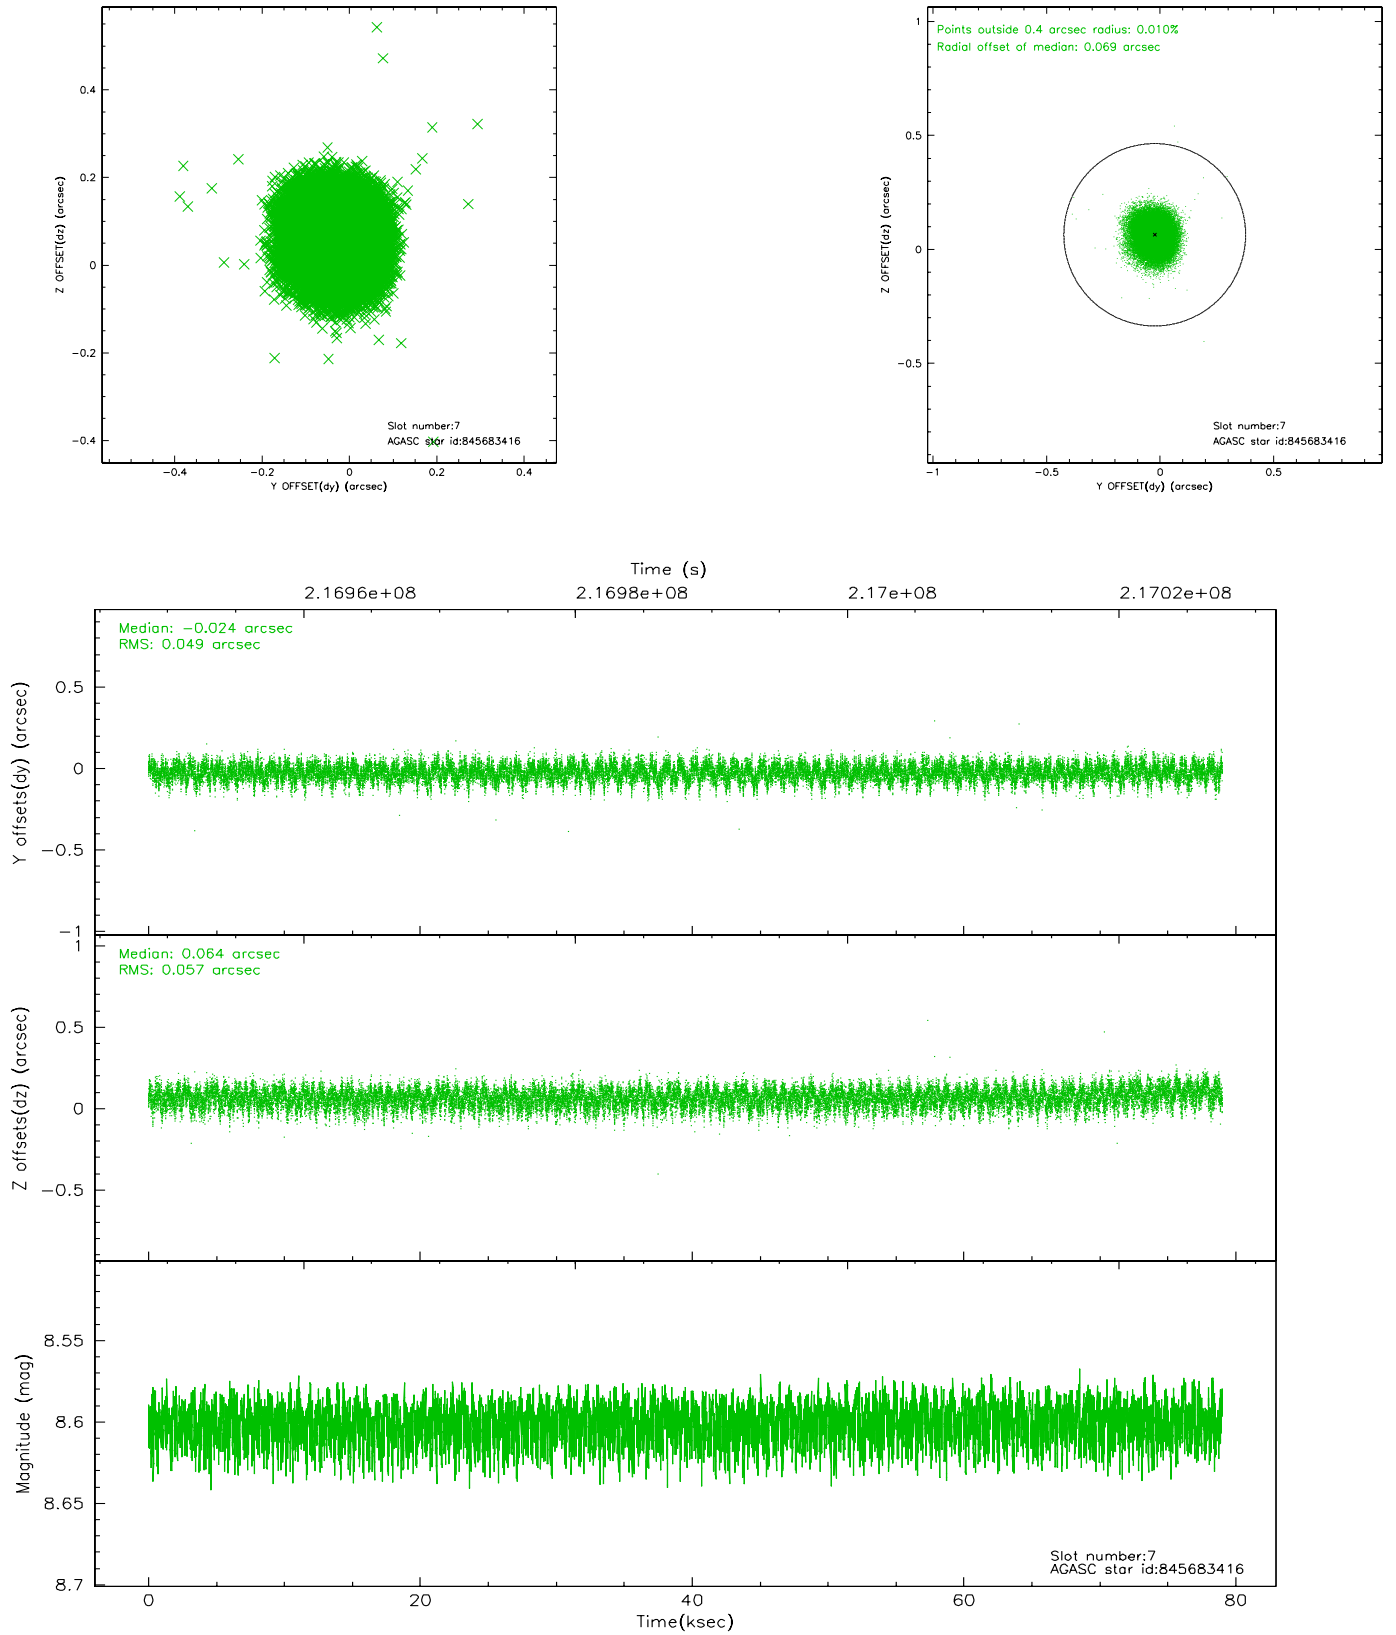 0.4
0.2
0
−0.2
−0.4
Z OFFSET(dz) (arcsec)
Slot number:7
AGASC star id:845683416
−0.4
−0.2
0
0.2
0.4
Y OFFSET(dy) (arcsec)
Points outside 0.4 arcsec radius: 0.010%
Radial offset of median: 0.069 arcsec
1
0.5
0
−0.5
Z OFFSET(dz) (arcsec)
Slot number:7
AGASC star id:845683416
−1
−0.5
0
0.5
Y OFFSET(dy) (arcsec)
Time (s)
2.1696e+08
2.1698e+08
2.17e+08
2.1702e+08
Median: −0.024 arcsec
RMS: 0.049 arcsec
0.5
0
−0.5
−1
Y offsets(dy) (arcsec)
Median: 0.064 arcsec
RMS: 0.057 arcsec
1
0.5
0
−0.5
Z offsets(dz) (arcsec)
8.55
8.6
8.65
8.7
Magnitude (mag)
Slot number:7
AGASC star id:845683416
0
20
40
60
80
Time(ksec)